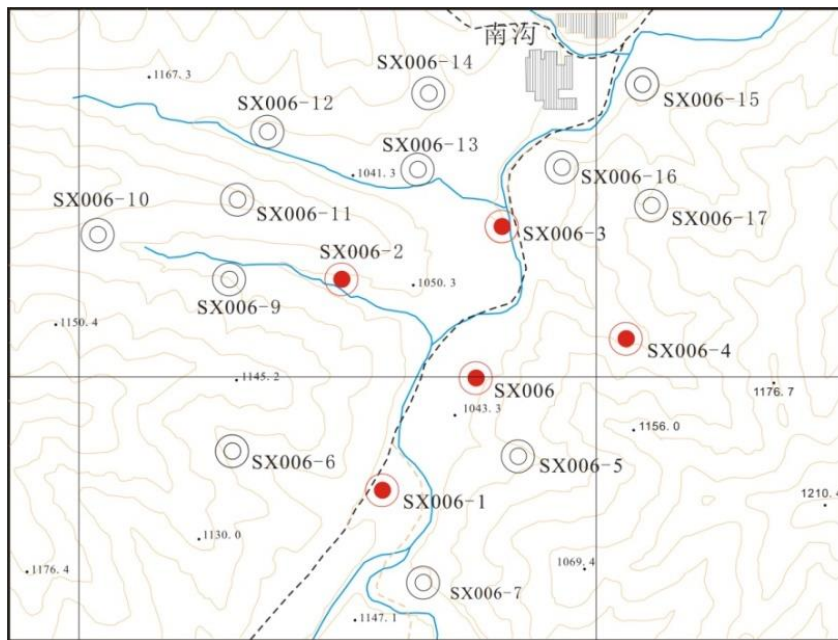 南沟
SX006-14
1167.3
SX006-15
SX006-12
SX006-13
1041.3
SX006-16
SX006-10
SX006-11
SX006-17
SX006-3
SX006-2
SX006-9
1050.3
1150.4
SX006-4
1145.2
SX006
1176.7
1043.3
1156.0
SX006-6
SX006-5
SX006-1
1210.4
1130.0
1176.4
1069.4
SX006-7
1147.1